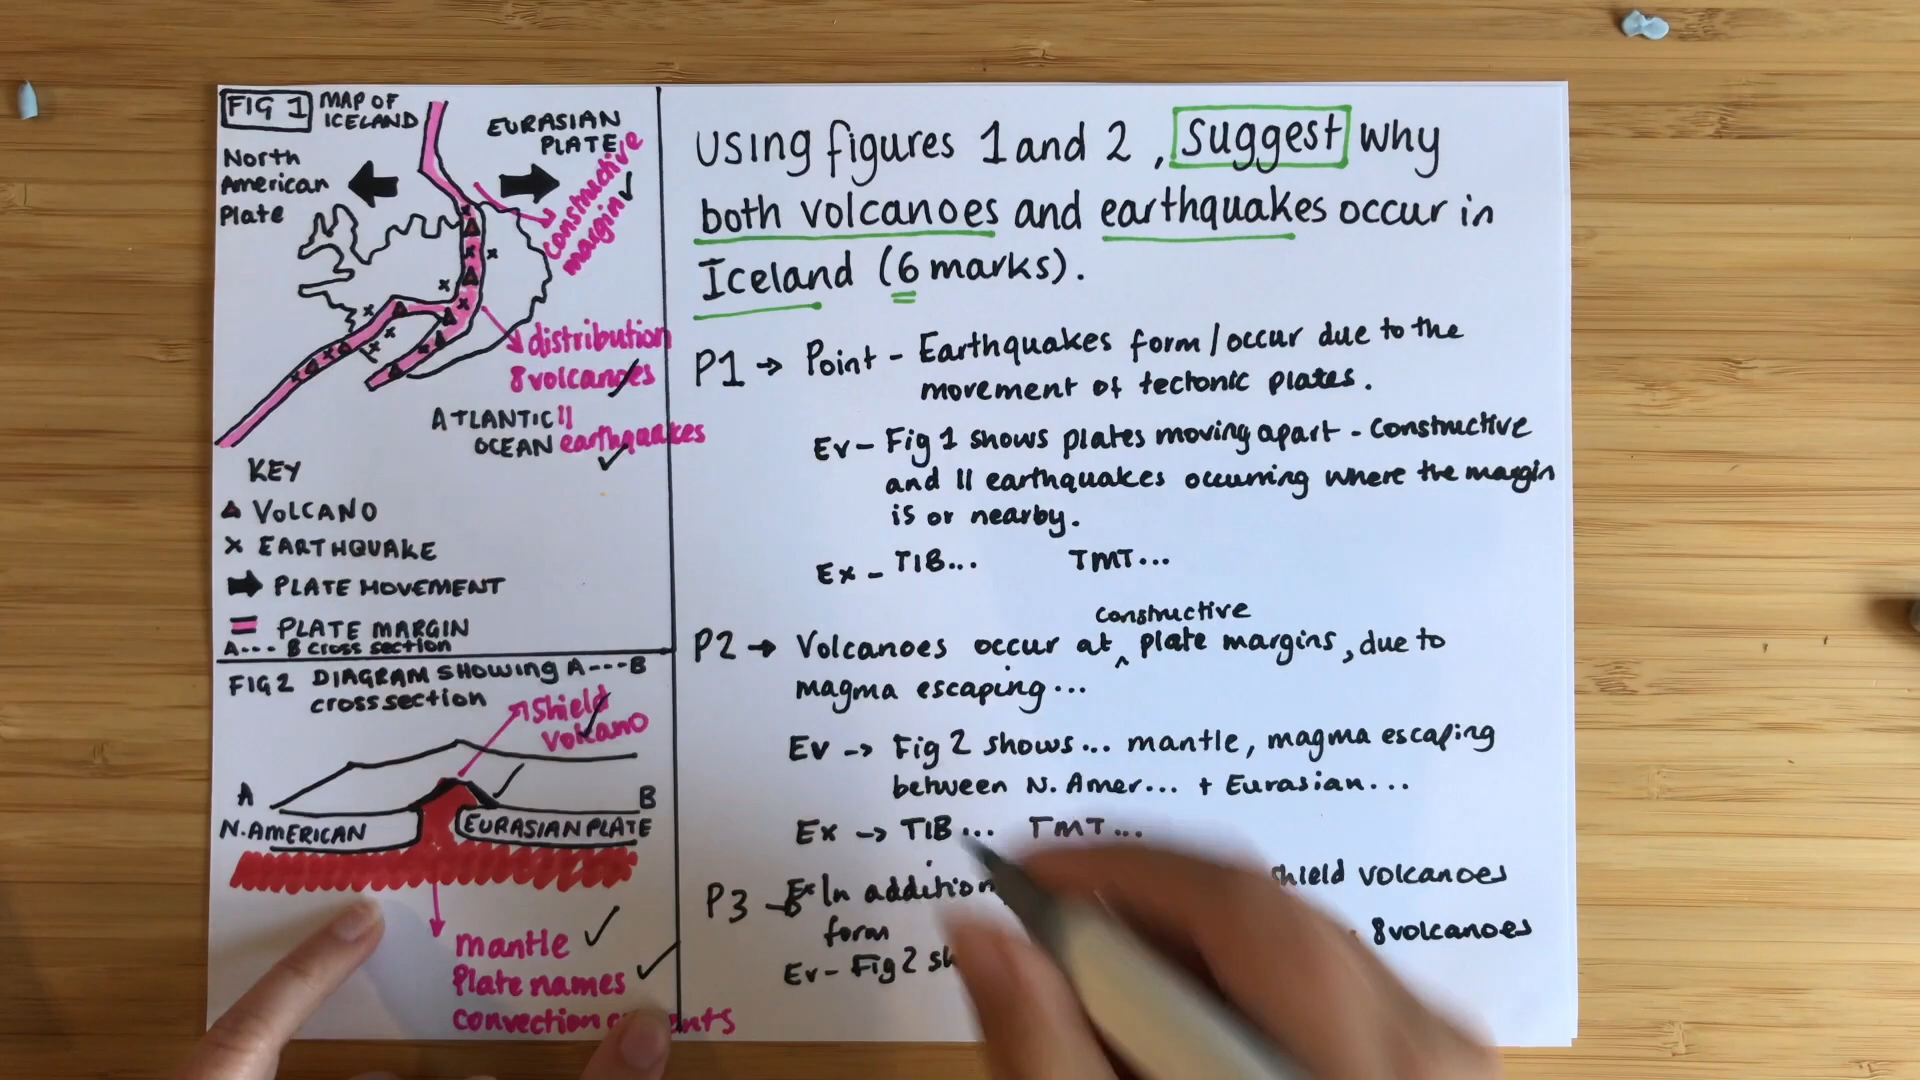 FIG 1
MAP OF
ICELAND
EURASIAN
PLATE
North
American
Plate
constructive
margin
distribution
8 volcanoes
ATLANTIC 11
OCEAN earthquakes
KEY
VOLCANO
X EARTHQUAKE
PLATE MOVEMENT
PLATE MARGIN
A--- B cross section
FIG 2 DIAGRAM SHOWING A---B
cross section
shield
volcano
A
B
N.AMERICAN
EURASIAN PLATE
mantle
Plate names
convection
Using figures 1 and 2, suggest why
both volcanoes and earthquakes occur in
Iceland (6 marks).
P1 → Point - Earthquakes form/occur due to the
movement of tectonic plates.
Ev - Fig 1 shows plates moving apart - constructive
and 11 earthquakes occurring where the margin
is or nearby.
Ex - TIB... TMT...
constructive
P2 → Volcanoes occur at ^ plate margins, due to
magma escaping...
Ev → Fig 2 shows... mantle, magma escaping
between N. Amer... + Eurasian...
Ex → TIB... TMT...
P3 - In addition shield volcanoes
form 8 volcanoes
Ev - Fig 2